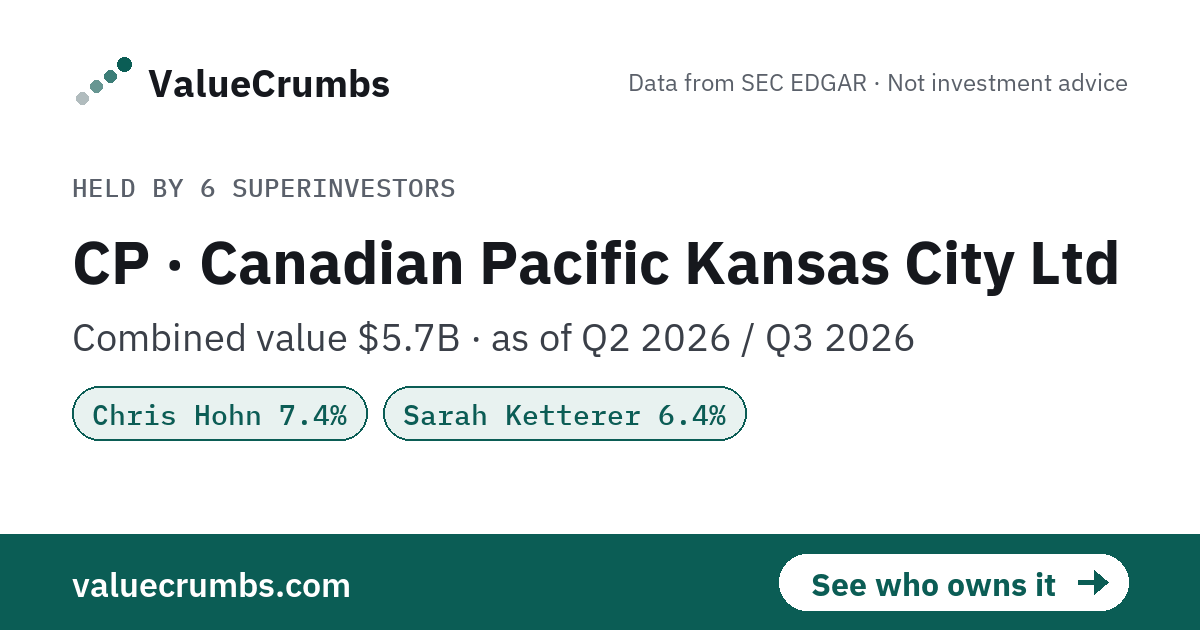 ValueCrumbs
Data from SEC EDGAR · Not investment advice
HELD BY 6 SUPERINVESTORS
CP · Canadian Pacific Kansas City Ltd
Combined value $5.7B · as of Q2 2026 / Q3 2026
Chris Hohn 7.4%
Sarah Ketterer 6.4%
valuecrumbs.com
See who owns it →